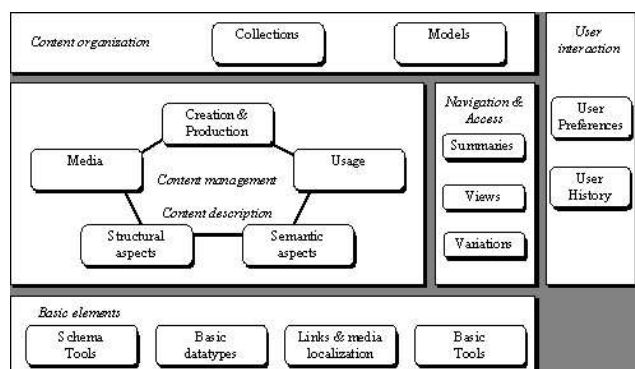 Content organization
Collections
Models
User
interaction
Creation &
Production
Media
Usage
Content management
Content description
Structural
aspects
Semantic
aspects
Navigation &
Access
Summaries
Views
Variations
User
Preferences
User
History
Basic elements
Schema
Tools
Basic
datatypes
Links & media
localization
Basic
Tools